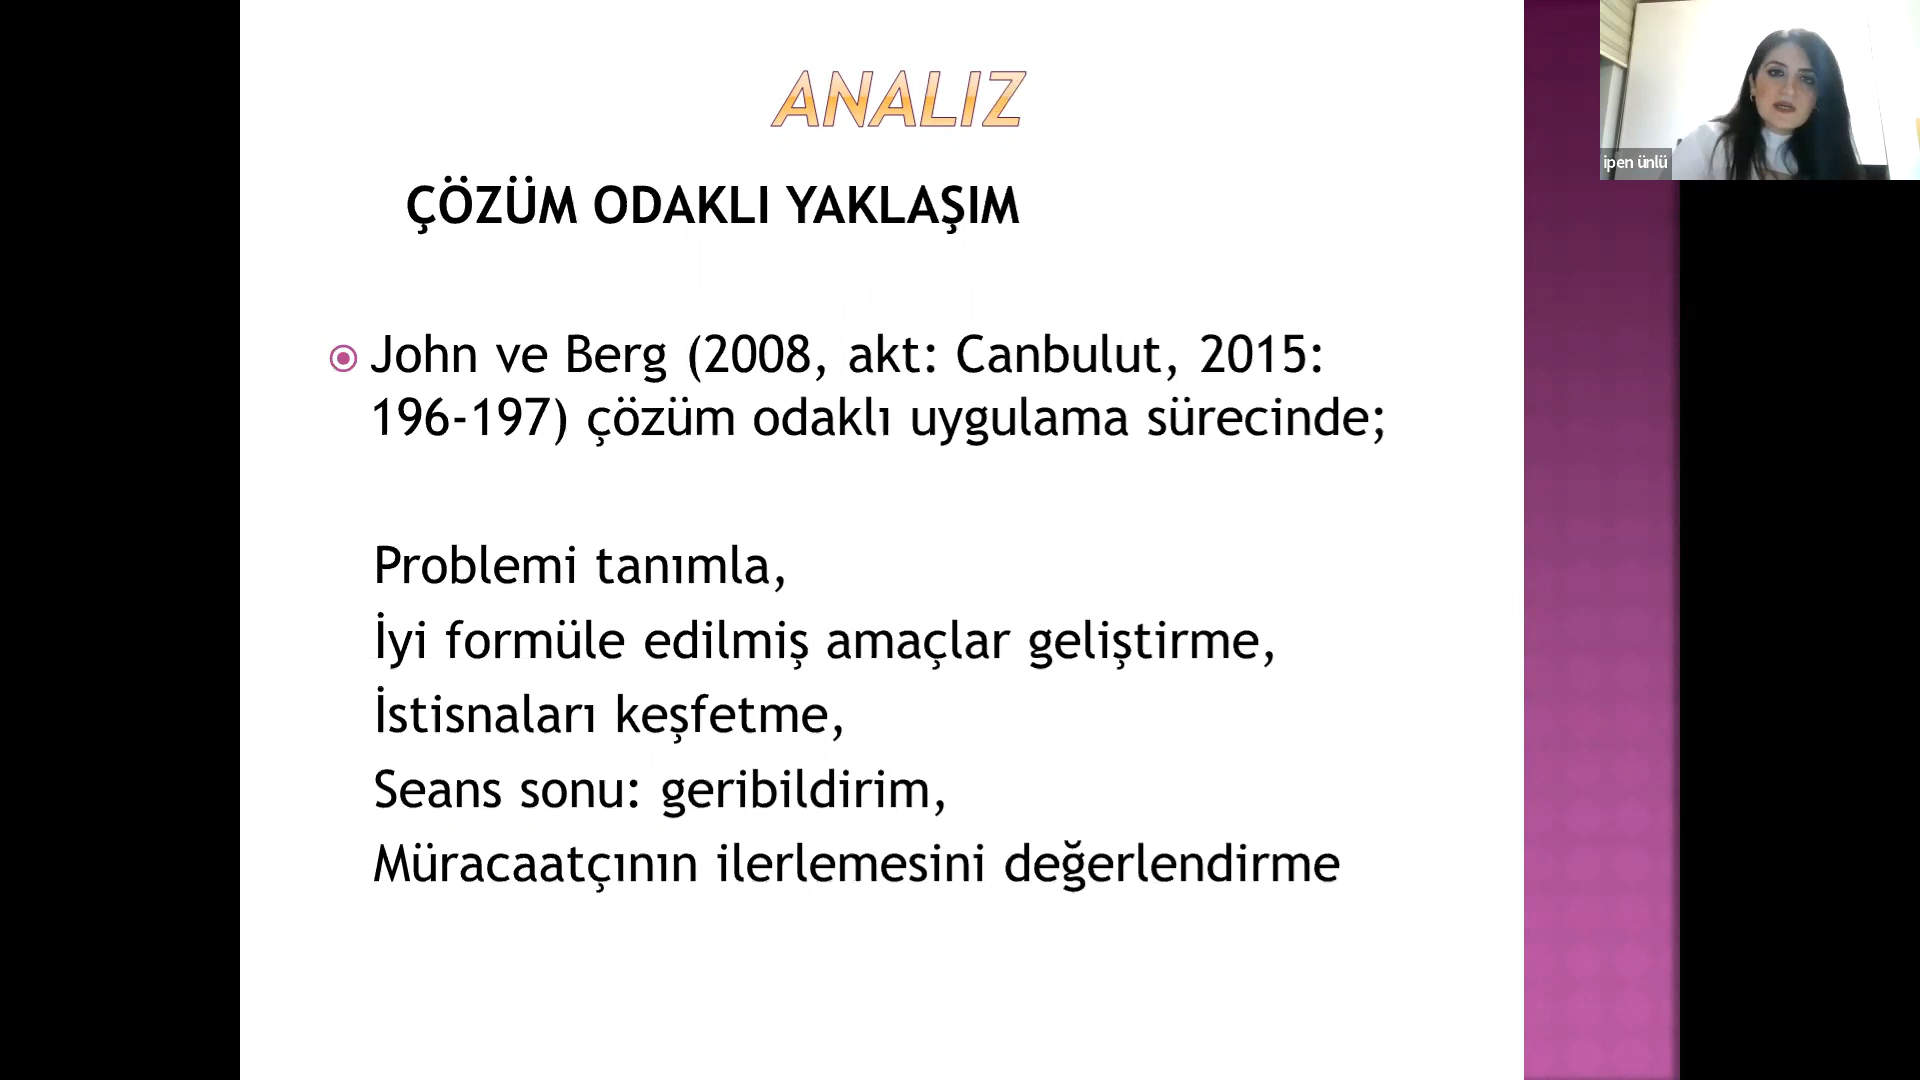 ANALIZ
ipen ünlü
ÇÖZÜM ODAKLI YAKLAŞIM
John ve Berg (2008, akt: Canbulut, 2015:
196-197) çözüm odaklı uygulama sürecinde;
Problemi tanımla,
İyi formüle edilmiş amaçlar geliştirme,
İstisnaları keşfetme,
Seans sonu: geribildirim,
Müracaatçının ilerlemesini değerlendirme